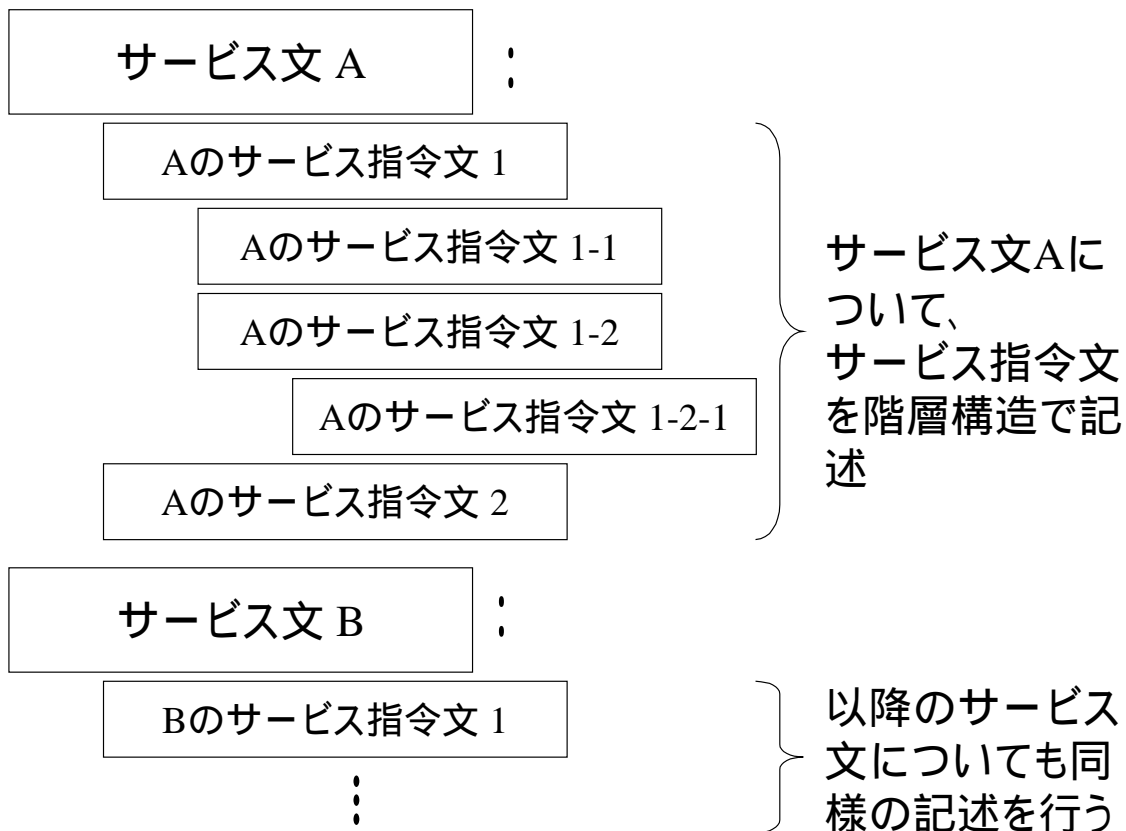 サービス文 A :
Aのサービス指令文 1
Aのサービス指令文 1-1
Aのサービス指令文 1-2
Aのサービス指令文 1-2-1
Aのサービス指令文 2
サービス文Aに
ついて、
サービス指令文
を階層構造で記
述
サービス文 B :
Bのサービス指令文 1
以降のサービス
文についても同
様の記述を行う